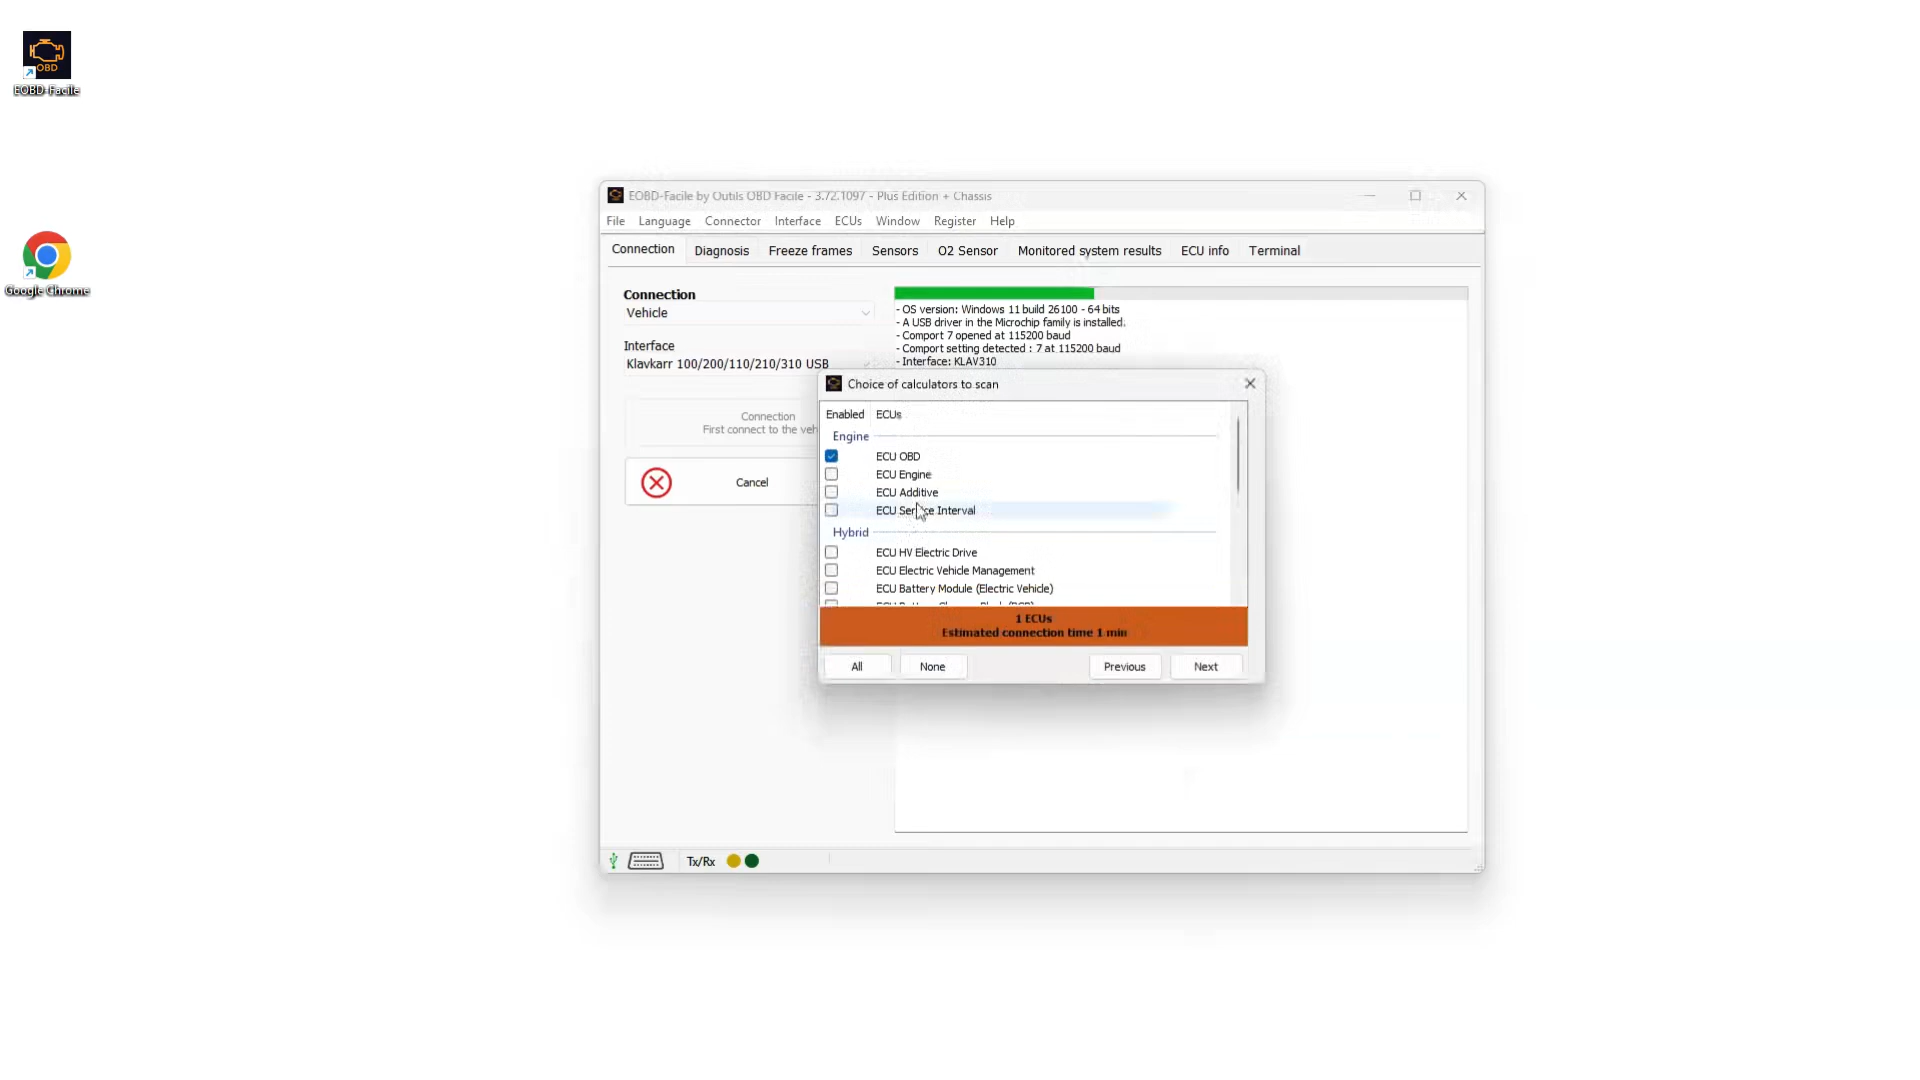 OBD
EOBD-Facile
Google Chrome
EOBD-Facile by Outils OBD Facile - 3.72.1097 - Plus Edition + Chassis
File Language Connector Interface ECUs Window Register Help
Connection Diagnosis Freeze frames Sensors O2 Sensor Monitored system results ECU info Terminal
Connection
Vehicle
Interface
Klavkarr 100/200/110/210/310 USB
Connection
First connect to the
Cancel
- OS version: Windows 11 build 26100 - 64 bits
- A USB driver in the Microchip family is installed.
- Comport 7 opened at 115200 baud
- Comport setting detected : 7 at 115200 baud
- Interface: KLAV310
Choice of calculators to scan
Enabled ECUs
Engine
ECU OBD
ECU Engine
ECU Additive
ECU Service Interval
Hybrid
ECU HV Electric Drive
ECU Electric Vehicle Management
ECU Battery Module (Electric Vehicle)
1 ECUs
Estimated connection time 1 min
All None Previous Next
Tx/Rx